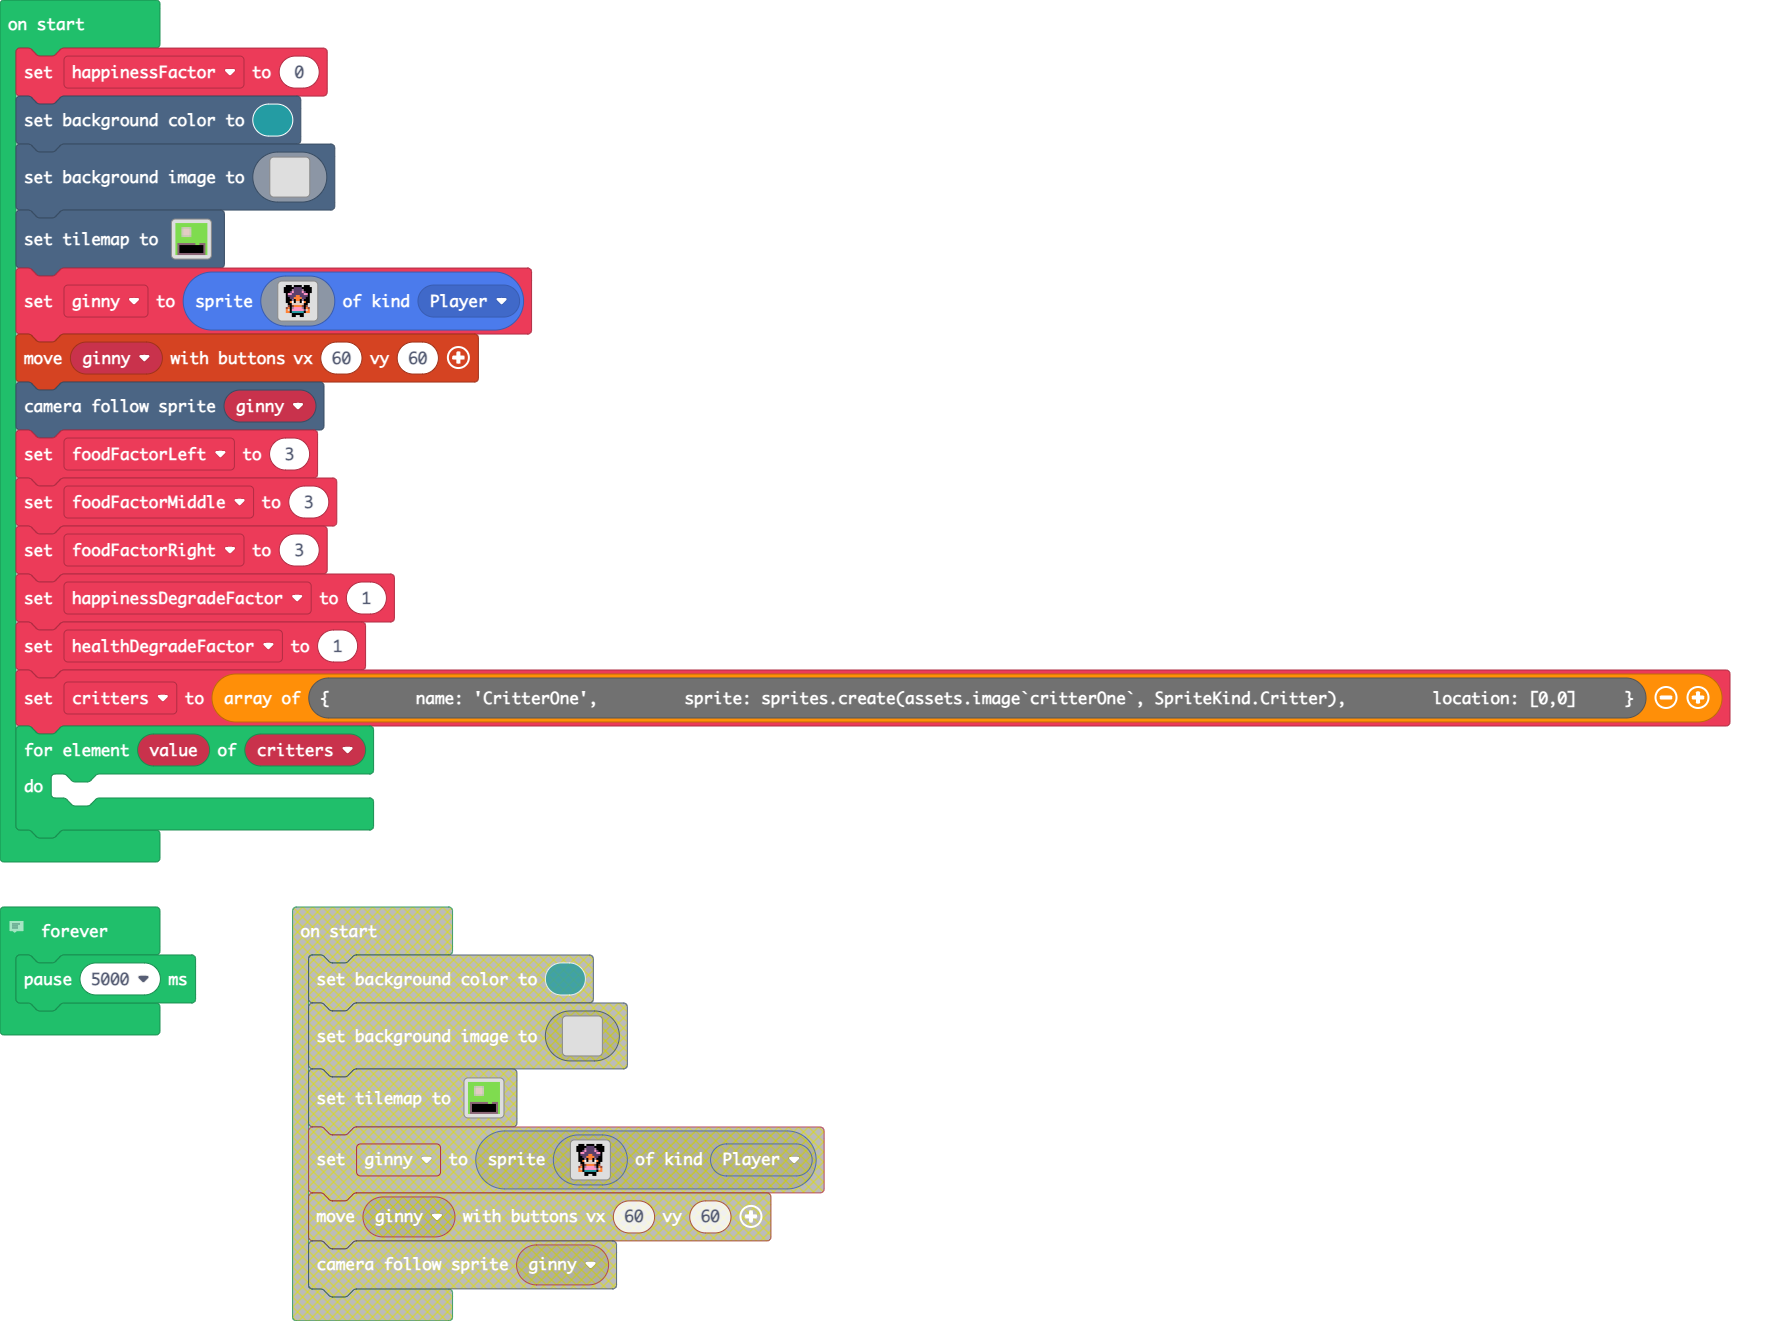 on start
set happinessFactor to 0
set background color to
set background image to
set tilemap to
set ginny to sprite of kind Player
move ginny with buttons vx 60 vy 60
camera follow sprite ginny
set foodFactorLeft to 3
set foodFactorMiddle to 3
set foodFactorRight to 3
set happinessDegradeFactor to 1
set healthDegradeFactor to 1
set critters to array of { name: 'CritterOne', sprite: sprites.create(assets.image`critterOne`, SpriteKind.Critter), location: [0,0] }
for element value of critters
do
forever
pause 5000 ms
on start
set background color to
set background image to
set tilemap to
set ginny to sprite of kind Player
move ginny with buttons vx 60 vy 60
camera follow sprite ginny